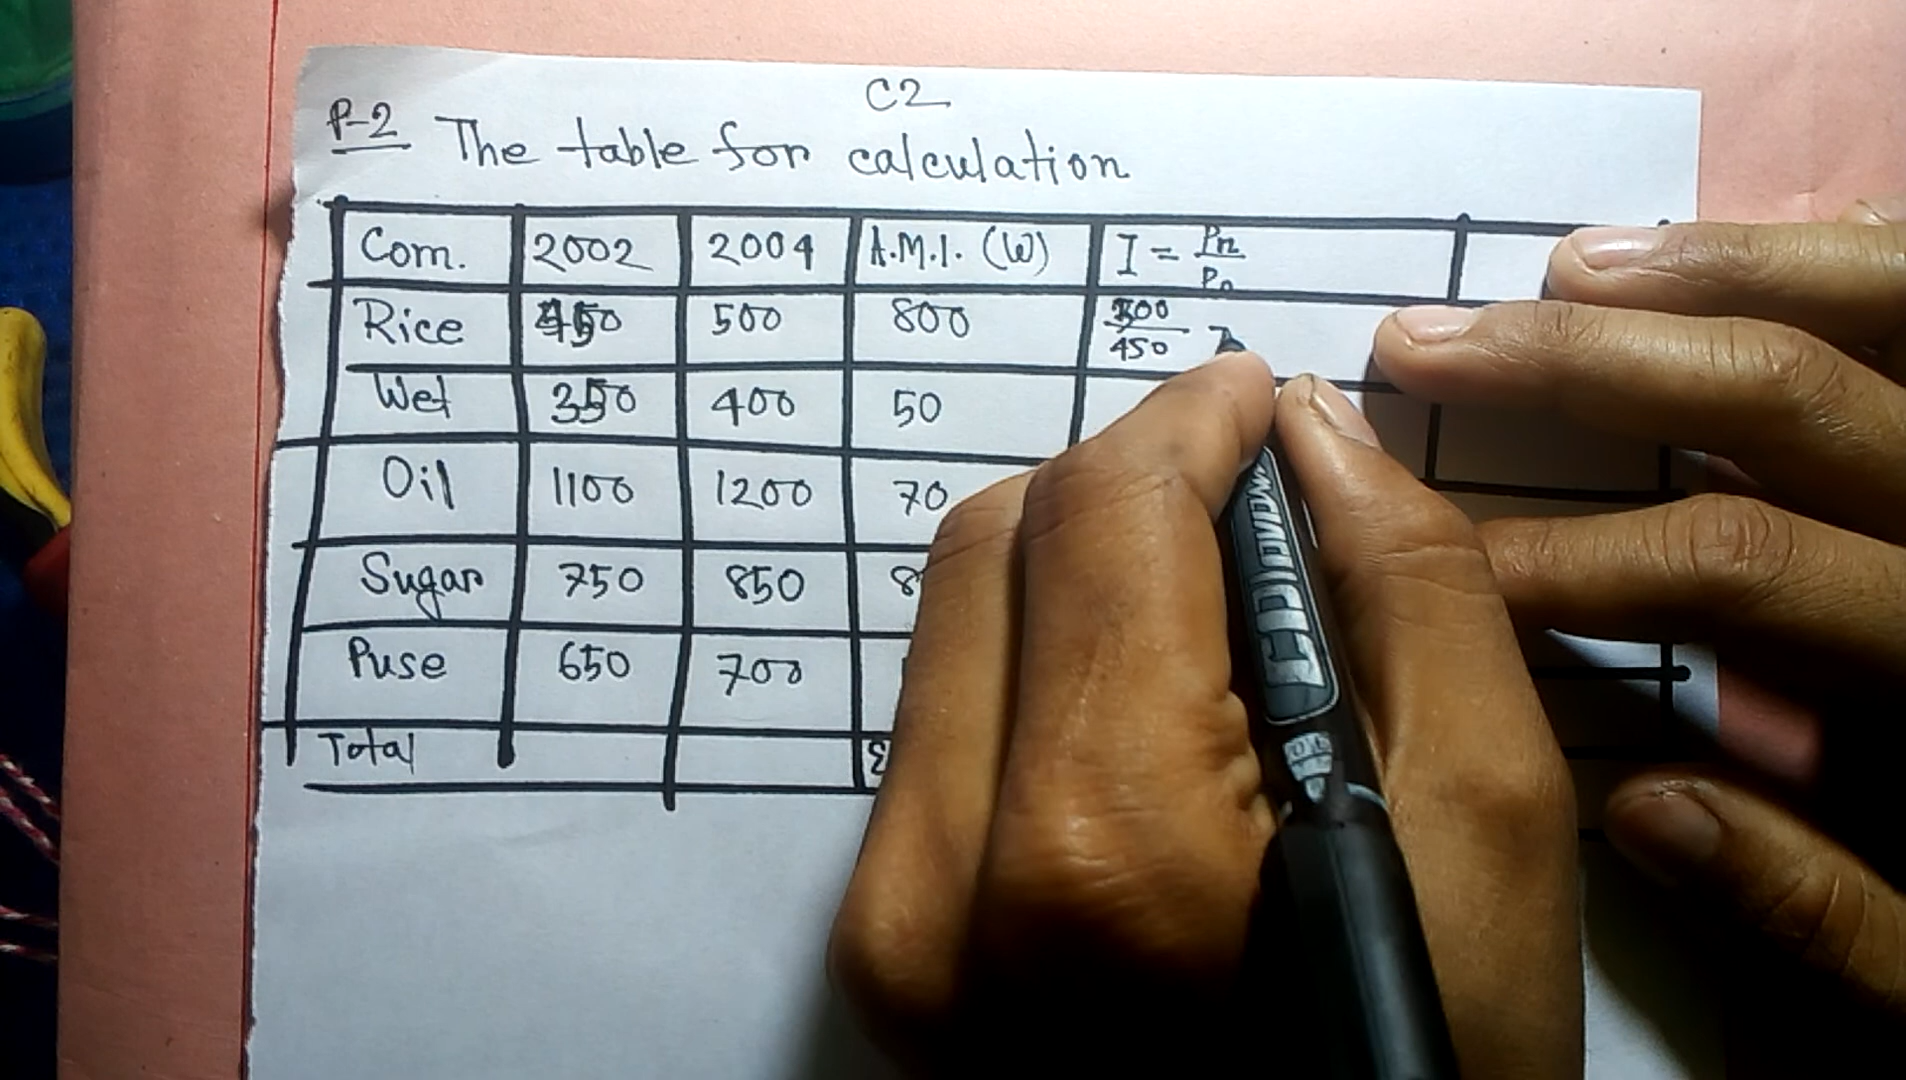 C2
P-2 The table for calculation
Com. 2002 2004 A.M.I. (W) I = Pn/Po
Rice 450 500 800 500/450
Wet 350 400 50
Oil 1100 1200 70
Sugar 750 850 8
Puse 650 700
Total Σ